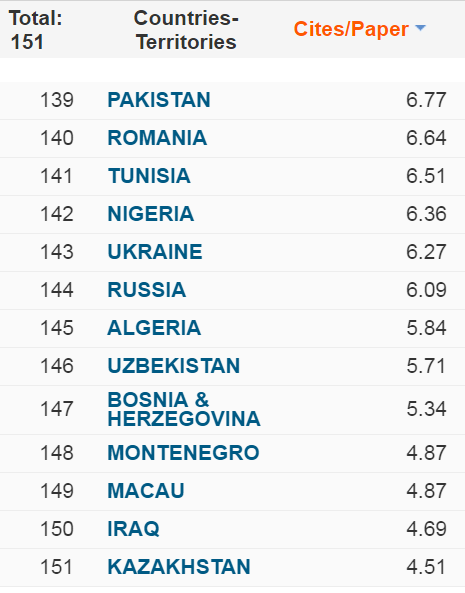 Total: Countries- Cites/Paper
151 Territories
139 PAKISTAN 6.77
140 ROMANIA 6.64
141 TUNISIA 6.51
142 NIGERIA 6.36
143 UKRAINE 6.27
144 RUSSIA 6.09
145 ALGERIA 5.84
146 UZBEKISTAN 5.71
147 BOSNIA & 5.34
HERZEGOVINA
148 MONTENEGRO 4.87
149 MACAU 4.87
150 IRAQ 4.69
151 KAZAKHSTAN 4.51